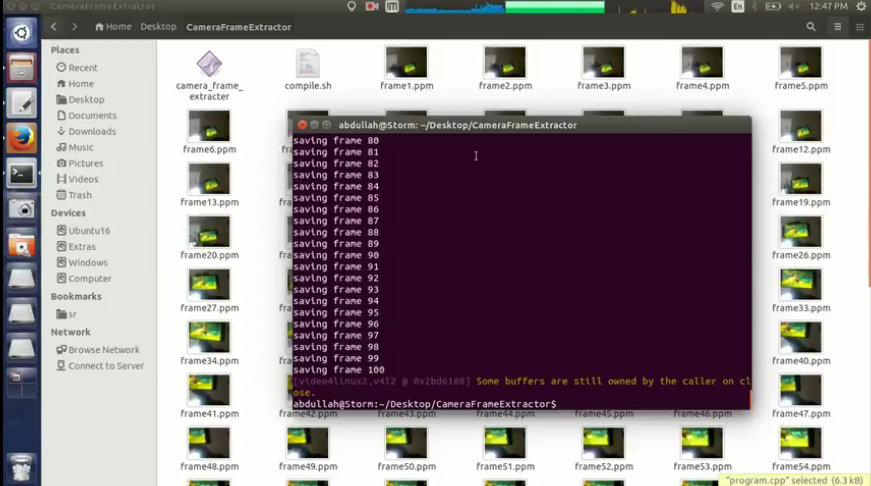 CameraFrameExtractor
En
12:47 PM
Home
Desktop
CameraFrameExtractor
Places
Recent
Home
Desktop
Documents
Downloads
Music
Pictures
Videos
Trash
Devices
Ubuntu16
Extras
Windows
Computer
Bookmarks
sr
Network
Browse Network
Connect to Server
camera_frame_
extracter
compile.sh
frame1.ppm
frame2.ppm
frame3.ppm
frame4.ppm
frame5.ppm
frame6.ppm
frame12.ppm
frame13.ppm
frame19.ppm
frame20.ppm
frame26.ppm
frame27.ppm
frame33.ppm
frame34.ppm
frame40.ppm
frame41.ppm
frame42.ppm
frame43.ppm
frame44.ppm
frame45.ppm
frame46.ppm
frame47.ppm
frame48.ppm
frame49.ppm
frame50.ppm
frame51.ppm
frame52.ppm
frame53.ppm
frame54.ppm
abdullah@Storm: ~/Desktop/CameraFrameExtractor
saving frame 80
saving frame 81
saving frame 82
saving frame 83
saving frame 84
saving frame 85
saving frame 86
saving frame 87
saving frame 88
saving frame 89
saving frame 90
saving frame 91
saving frame 92
saving frame 93
saving frame 94
saving frame 95
saving frame 96
saving frame 97
saving frame 98
saving frame 99
saving frame 100
[video4linux2,v4l2 @ 0x2bd6180] Some buffers are still owned by the caller on cl
ose.
abdullah@Storm:~/Desktop/CameraFrameExtractor$
"program.cpp" selected (6.3 kB)